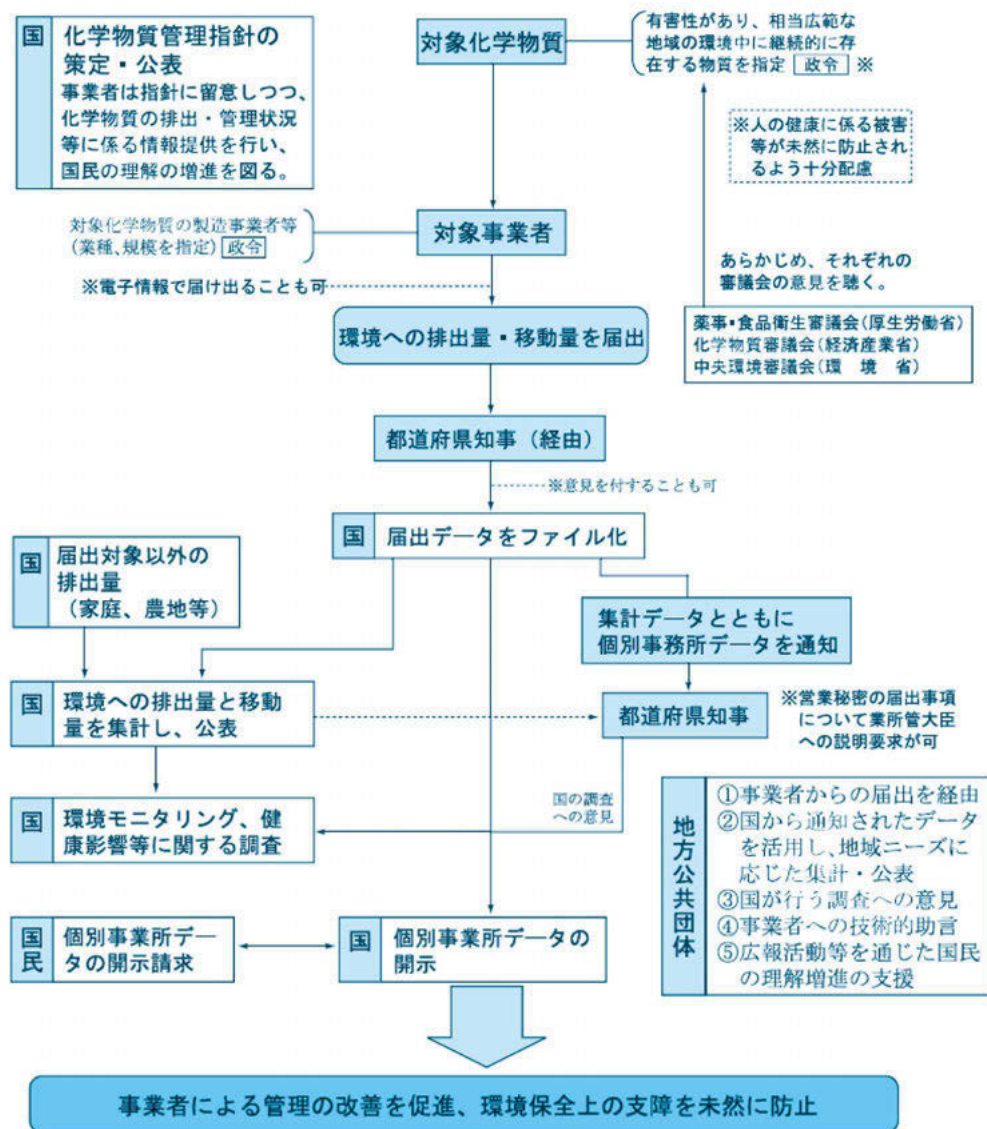 国
化学物質管理指針の
策定・公表
事業者は指針に留意しつつ、
化学物質の排出・管理状況
等に係る情報提供を行い、
国民の理解の増進を図る。
対象化学物質
有害性があり、相当広範な
地域の環境中に継続的に存
在する物質を指定 政令 ※
※人の健康に係る被害
等が未然に防止され
るよう十分配慮
対象化学物質の製造事業者等
(業種、規模を指定) 政令
対象事業者
※電子情報で届け出ることも可
あらかじめ、それぞれの
審議会の意見を聴く。
薬事・食品衛生審議会(厚生労働省)
化学物質審議会(経済産業省)
中央環境審議会(環 境 省)
環境への排出量・移動量を届出
都道府県知事(経由)
※意見を付することも可
国
届出データをファイル化
国
届出対象以外の
排出量
(家庭、農地等)
集計データとともに
個別事務所データを通知
国
環境への排出量と移動
量を集計し、公表
都道府県知事
※営業秘密の届出事項
について業所管大臣
への説明要求が可
国
環境モニタリング、健
康影響等に関する調査
国の調査
への意見
地方公共団体
①事業者からの届出を経由
②国から通知されたデータ
を活用し、地域ニーズに
応じた集計・公表
③国が行う調査への意見
④事業者への技術的助言
⑤広報活動等を通じた国民
の理解増進の支援
国民
個別事業所デー
タの開示請求
国
個別事業所データの
開示
事業者による管理の改善を促進、環境保全上の支障を未然に防止